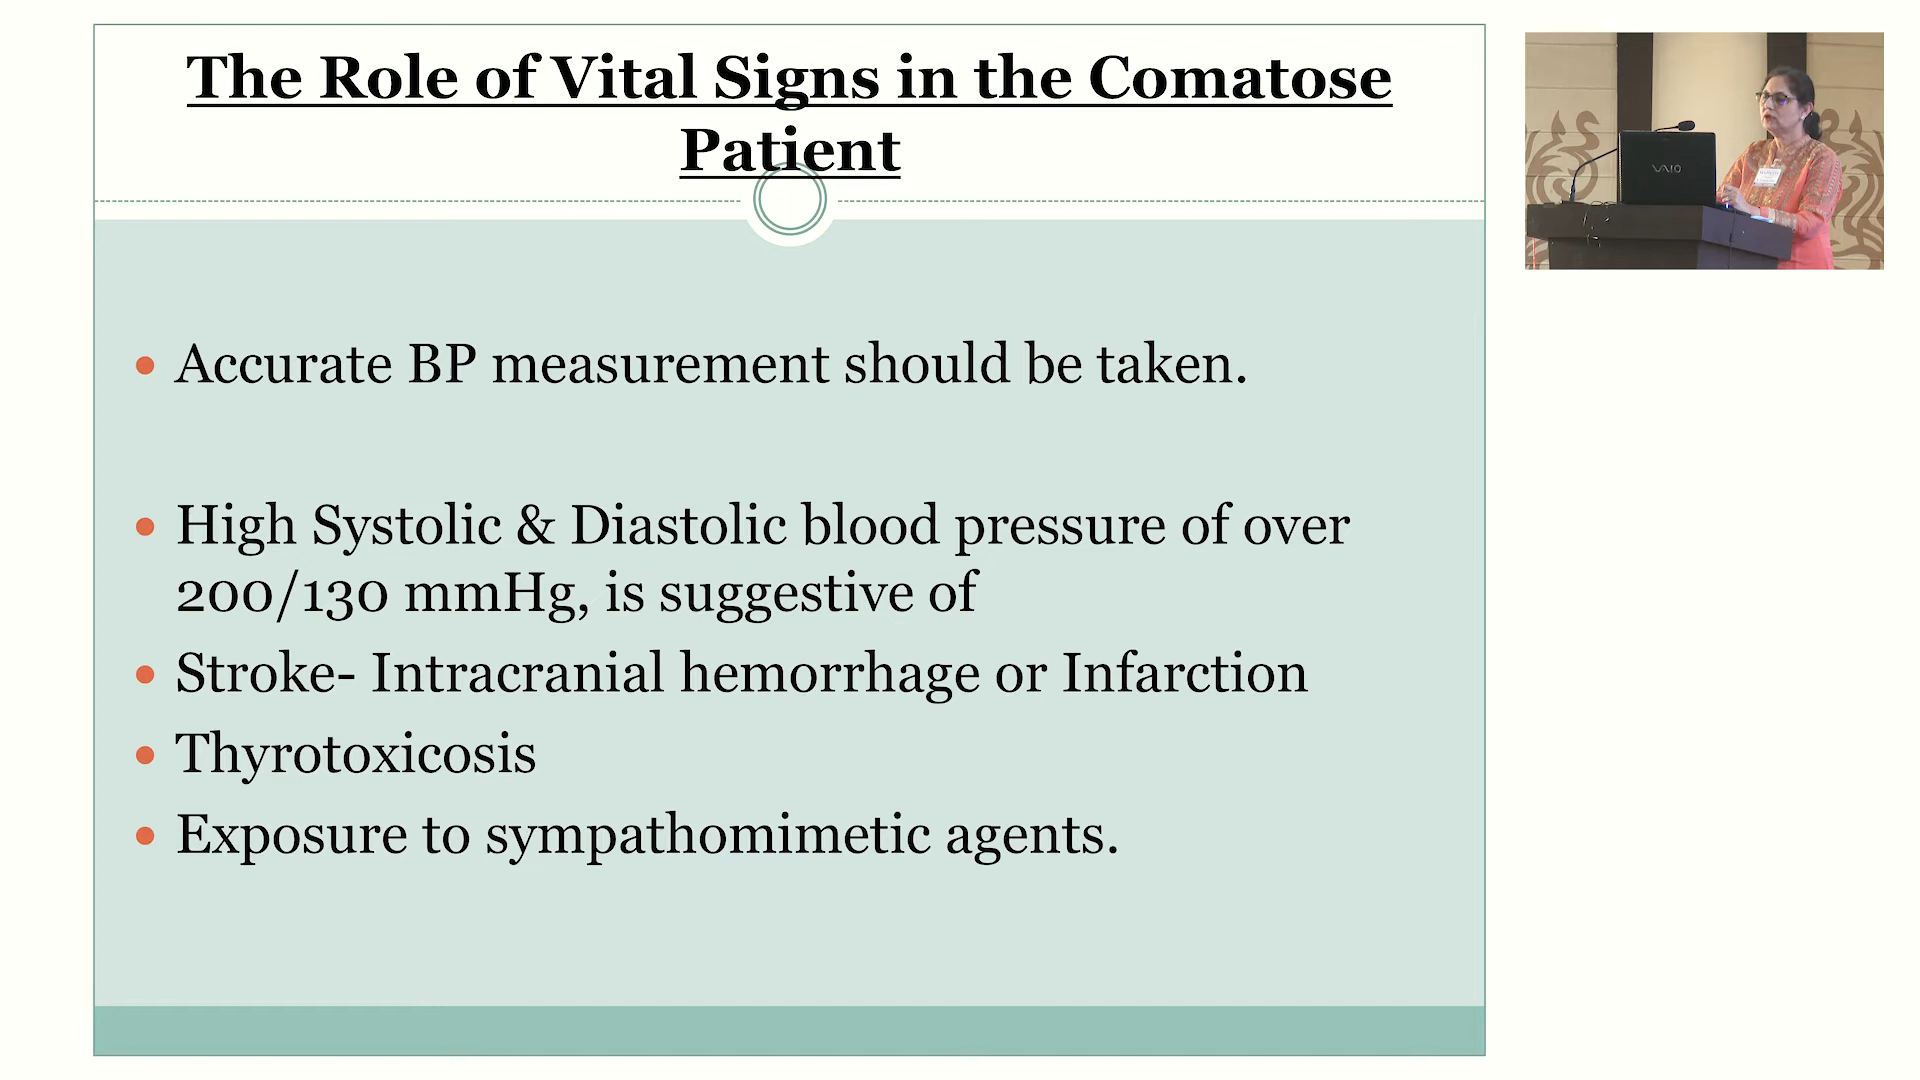 The Role of Vital Signs in the Comatose
Patient
• Accurate BP measurement should be taken.
• High Systolic & Diastolic blood pressure of over
200/130 mmHg, is suggestive of
• Stroke- Intracranial hemorrhage or Infarction
• Thyrotoxicosis
• Exposure to sympathomimetic agents.
VAIO